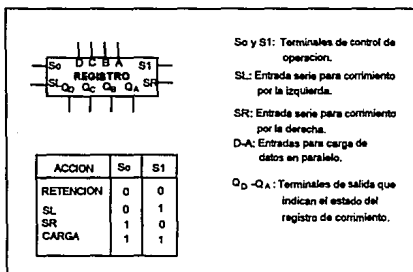 So D C B A S1
REGISTRO
SL QD QC QB QA SR
ACCION So S1
RETENCION 0 0
SL 0 1
SR 1 0
CARGA 1 1
So y S1: Terminales de control de
operacion.
SL: Entrada serie para corrimiento
por la izquierda.
SR: Entrada serie para corrimiento
por la derecha.
D-A: Entradas para carga de
datos en paralelo.
QD -QA : Terminales de salida que
indican el estado del
registro de corrimiento.